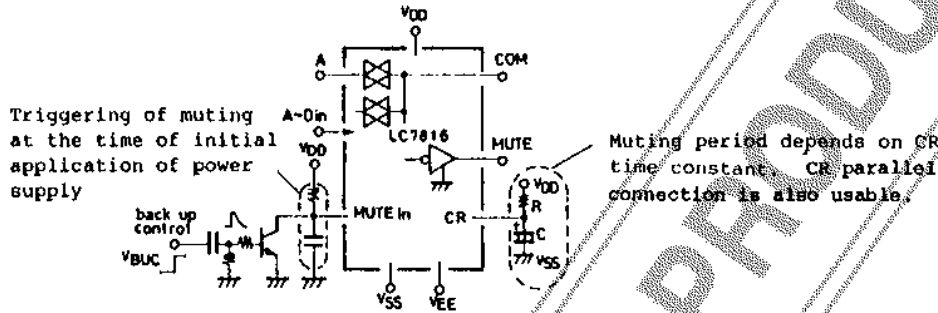 VDD
A
COM
Triggering of muting
at the time of initial
application of power
supply
A~Din
LC7816
VDD
MUTE
Muting period depends on CR
time constant. CR parallel
connection is also usable.
VDD
R
back up
control
MUTE In
CR
C
VBUC
VSS
VSS
VEE
PRODU